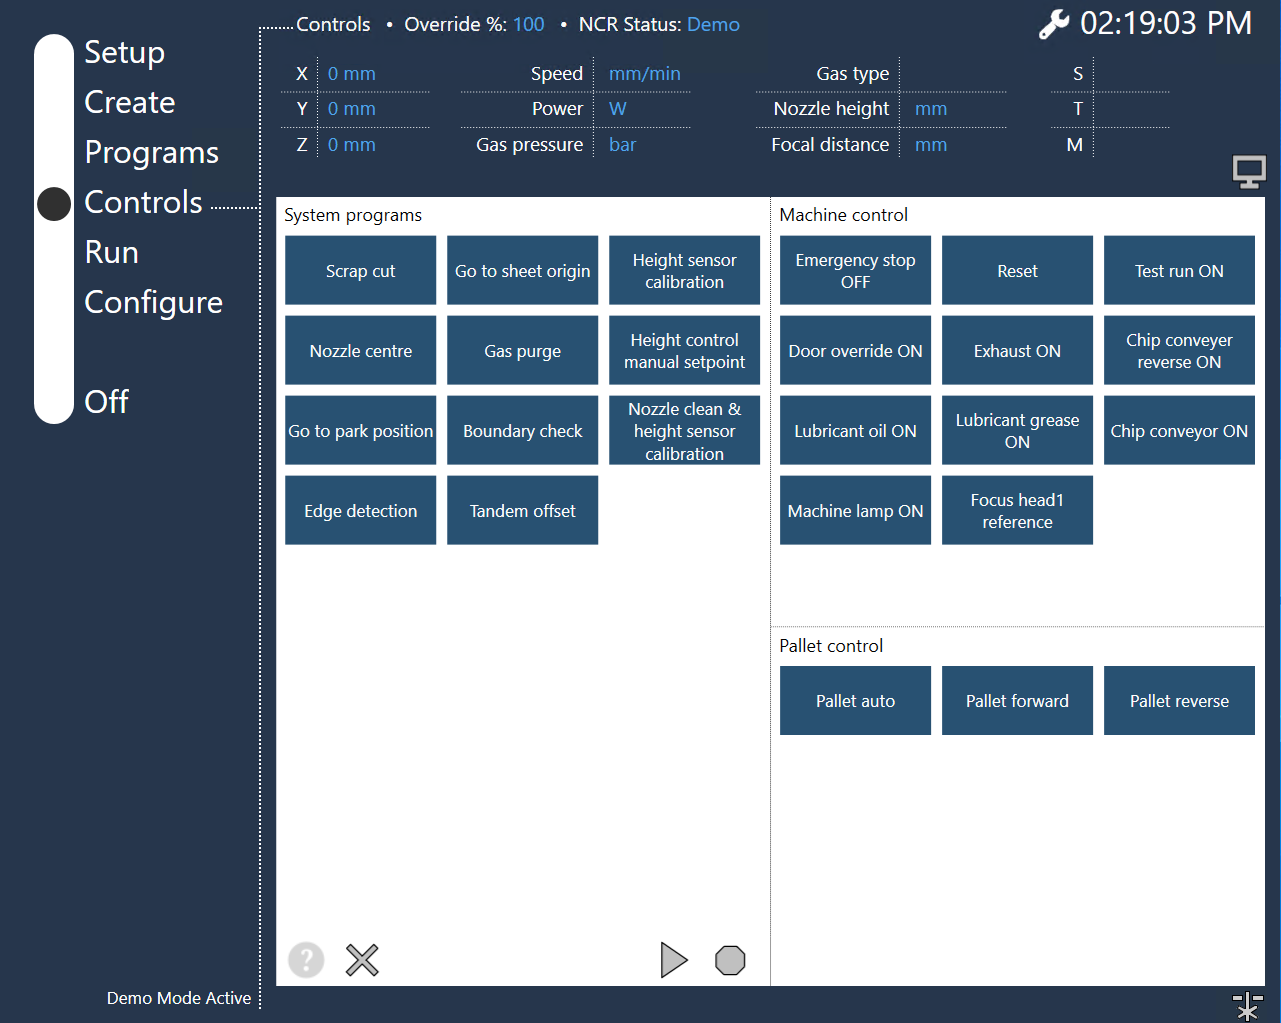 Controls • Override %: 100 • NCR Status: Demo
02:19:03 PM
Setup
Create
Programs
Controls
Run
Configure
Off
X 0 mm
Y 0 mm
Z 0 mm
Speed mm/min
Power W
Gas pressure bar
Gas type
Nozzle height mm
Focal distance mm
S
T
M
System programs
Scrap cut
Go to sheet origin
Height sensor
calibration
Nozzle centre
Gas purge
Height control
manual setpoint
Go to park position
Boundary check
Nozzle clean &
height sensor
calibration
Edge detection
Tandem offset
Machine control
Emergency stop
OFF
Reset
Test run ON
Door override ON
Exhaust ON
Chip conveyer
reverse ON
Lubricant oil ON
Lubricant grease
ON
Chip conveyor ON
Machine lamp ON
Focus head1
reference
Pallet control
Pallet auto
Pallet forward
Pallet reverse
?
Demo Mode Active